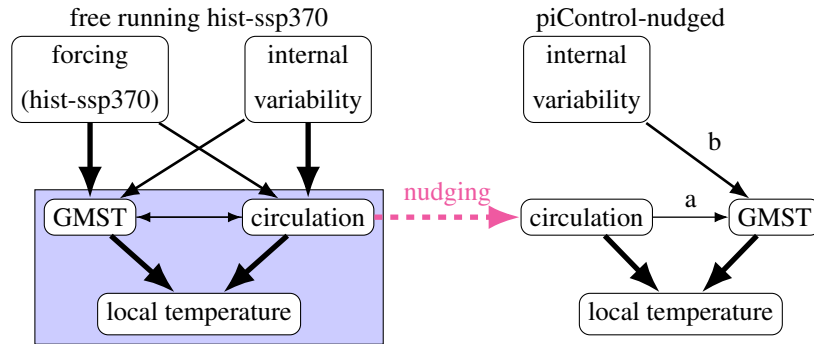 free running hist-ssp370
piControl-nudged
forcing
(hist-ssp370)
internal
variability
internal
variability
b
GMST
circulation
nudging
circulation
a
GMST
local temperature
local temperature